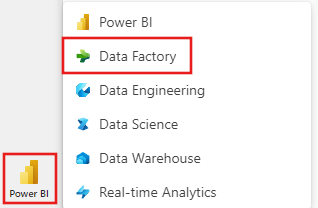 Power BI
Data Factory
Data Engineering
Data Science
Data Warehouse
Real-time Analytics
Power BI